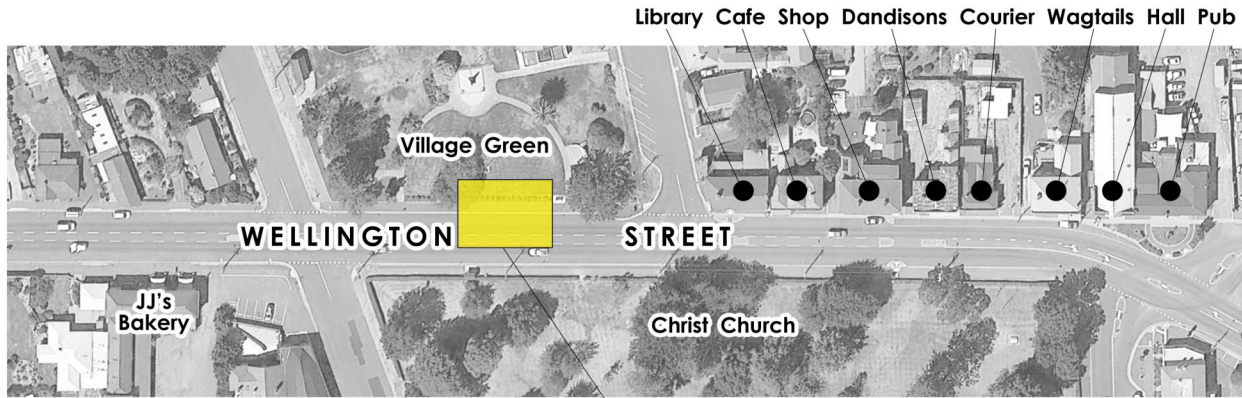 Library Cafe Shop Dandisons Courier Wagtails Hall Pub
Village Green
WELLINGTON STREET
JJ's
Bakery
Christ Church